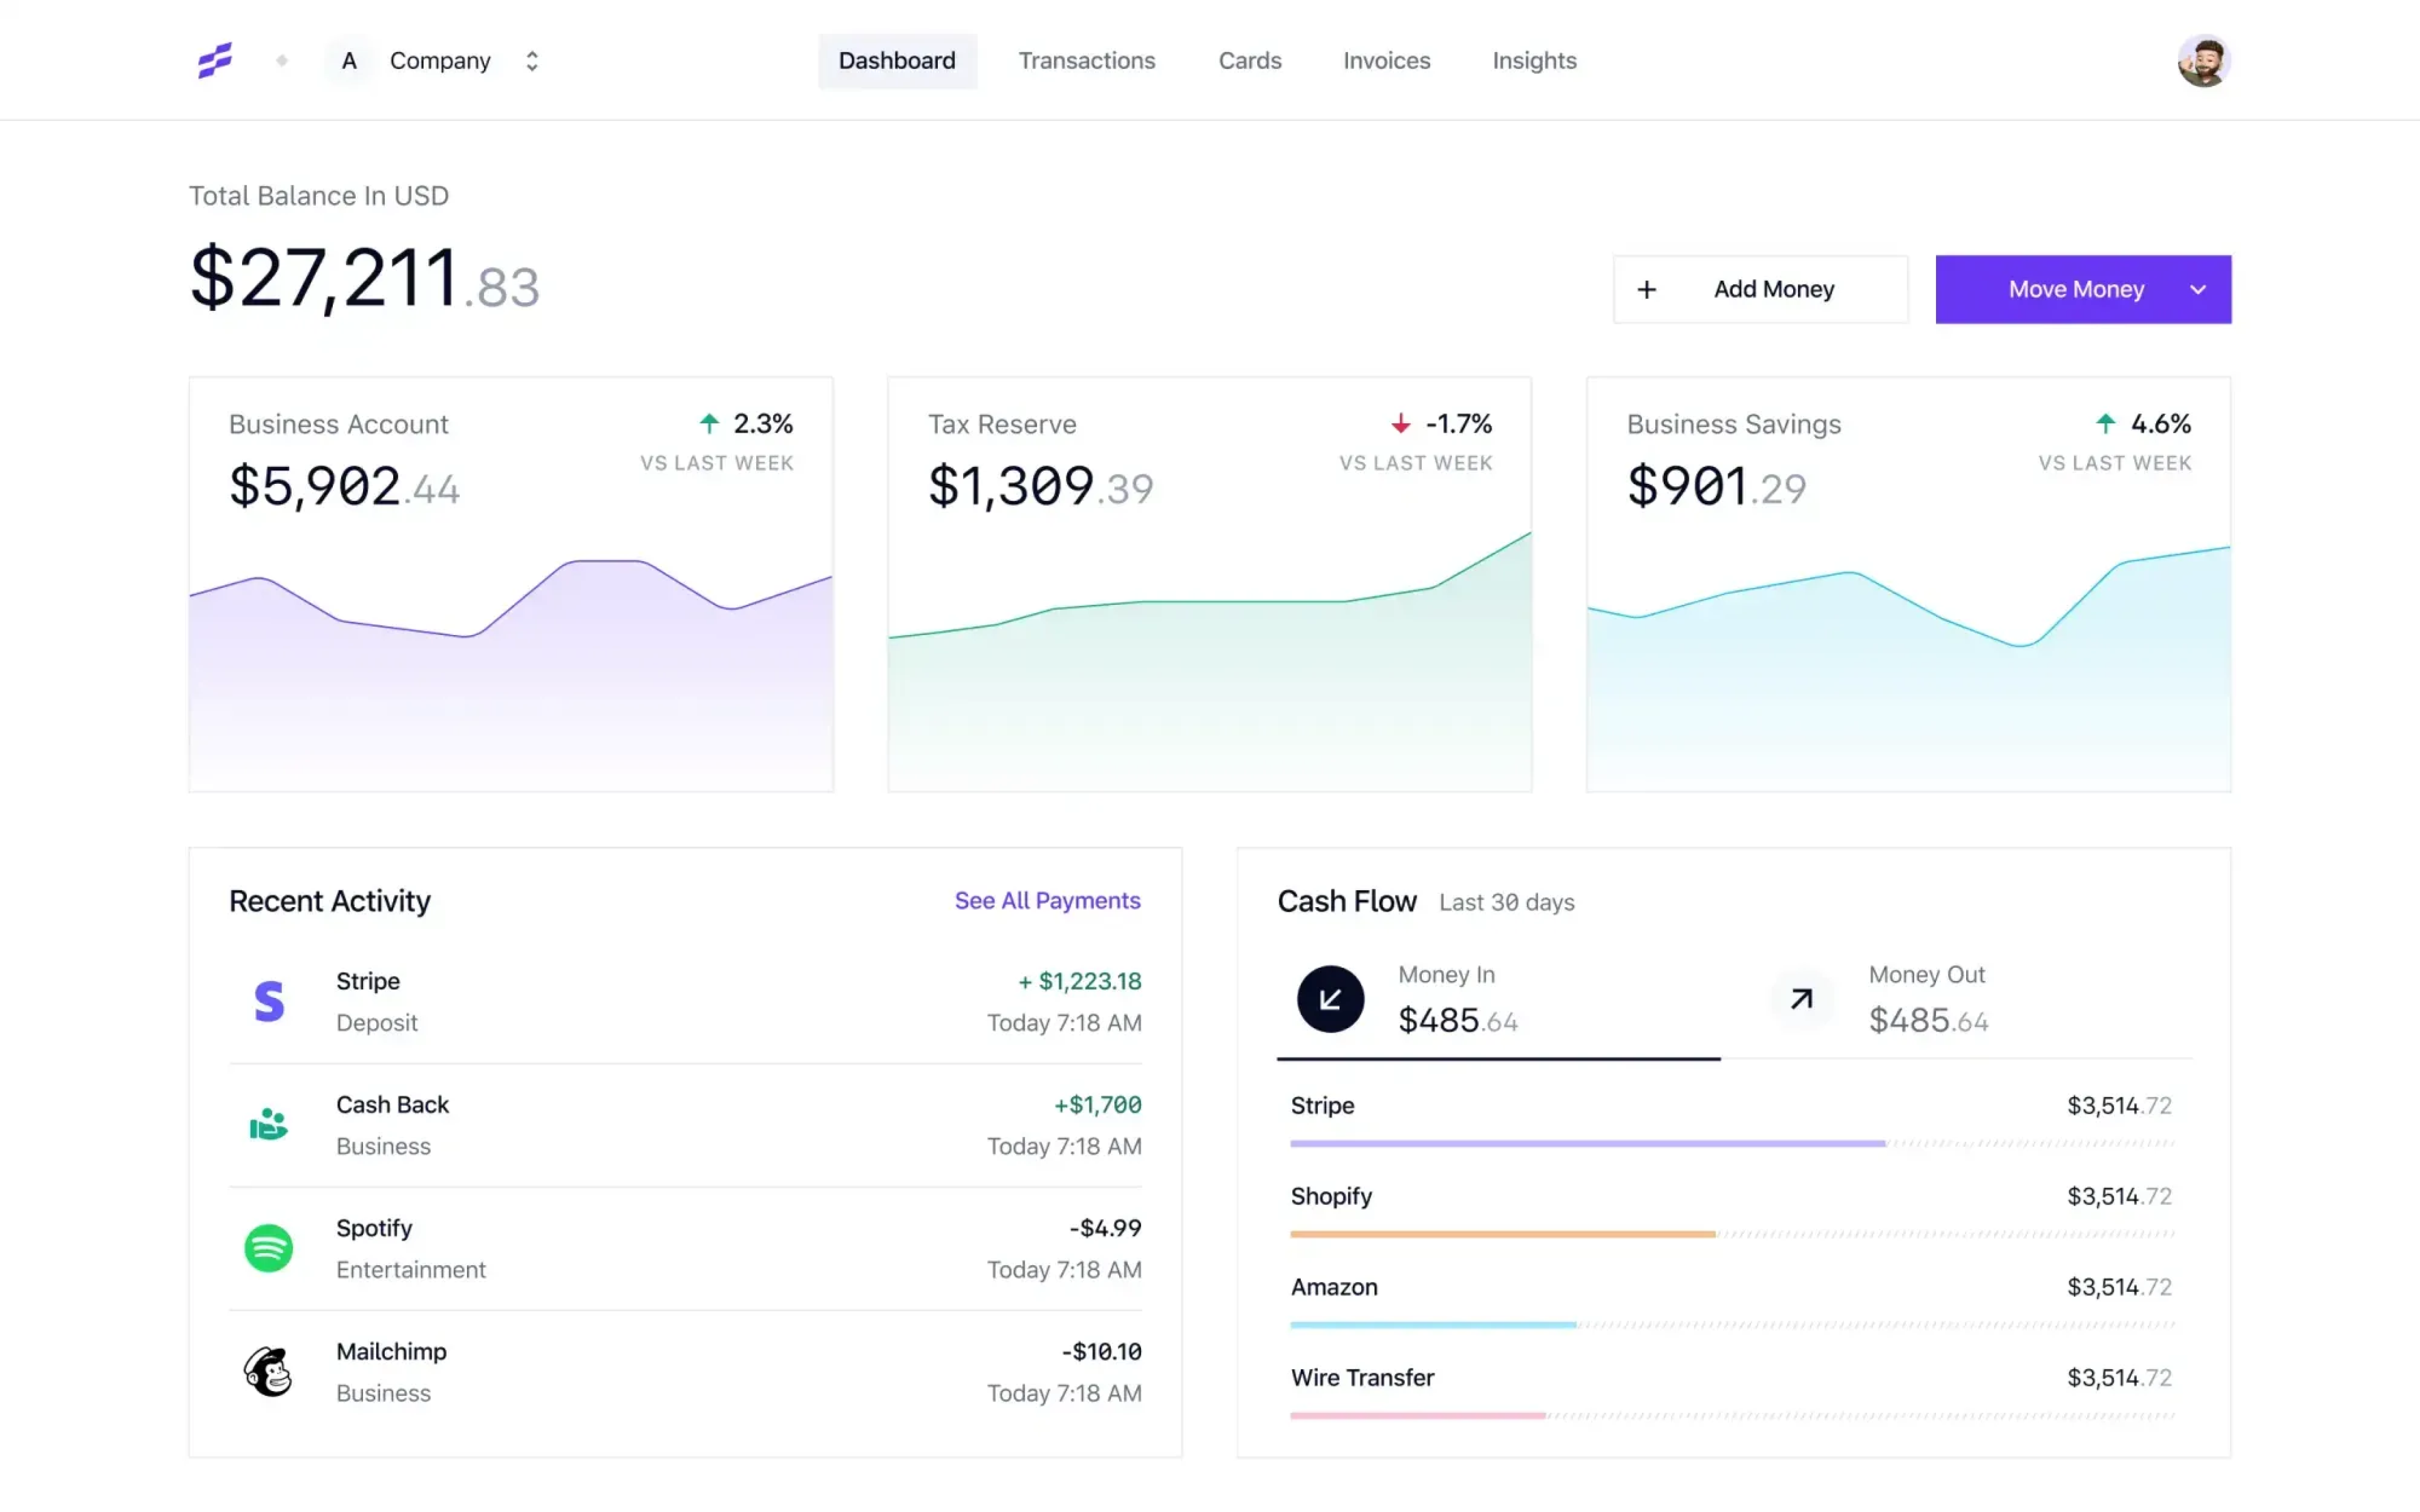 A Company
Dashboard Transactions Cards Invoices Insights
Total Balance In USD
$27,211.83
+ Add Money
Move Money
Business Account
2.3%
VS LAST WEEK
$5,902.44
Tax Reserve
-1.7%
VS LAST WEEK
$1,309.39
Business Savings
4.6%
VS LAST WEEK
$901.29
Recent Activity
See All Payments
Stripe
+ $1,223.18
Deposit
Today 7:18 AM
Cash Back
+$1,700
Business
Today 7:18 AM
Spotify
-$4.99
Entertainment
Today 7:18 AM
Mailchimp
-$10.10
Business
Today 7:18 AM
Cash Flow Last 30 days
Money In
$485.64
Money Out
$485.64
Stripe
$3,514.72
Shopify
$3,514.72
Amazon
$3,514.72
Wire Transfer
$3,514.72